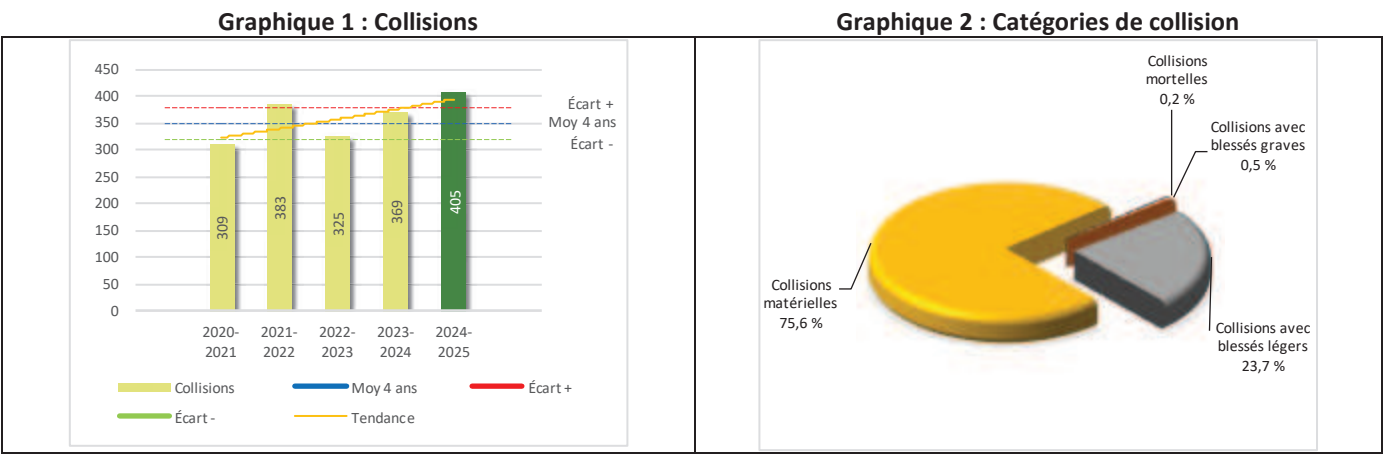 Graphique 1 : Collisions
450
400
350
300
250
200
150
100
50
0
Écart +
Moy 4 ans
Écart -
309
383
325
369
405
2020-
2021
2021-
2022
2022-
2023
2023-
2024
2024-
2025
Collisions
Moy 4 ans
Écart +
Écart -
Tendance
Graphique 2 : Catégories de collision
Collisions
mortelles
0,2 %
Collisions avec
blessés graves
0,5 %
Collisions
matérielles
75,6 %
Collisions avec
blessés légers
23,7 %